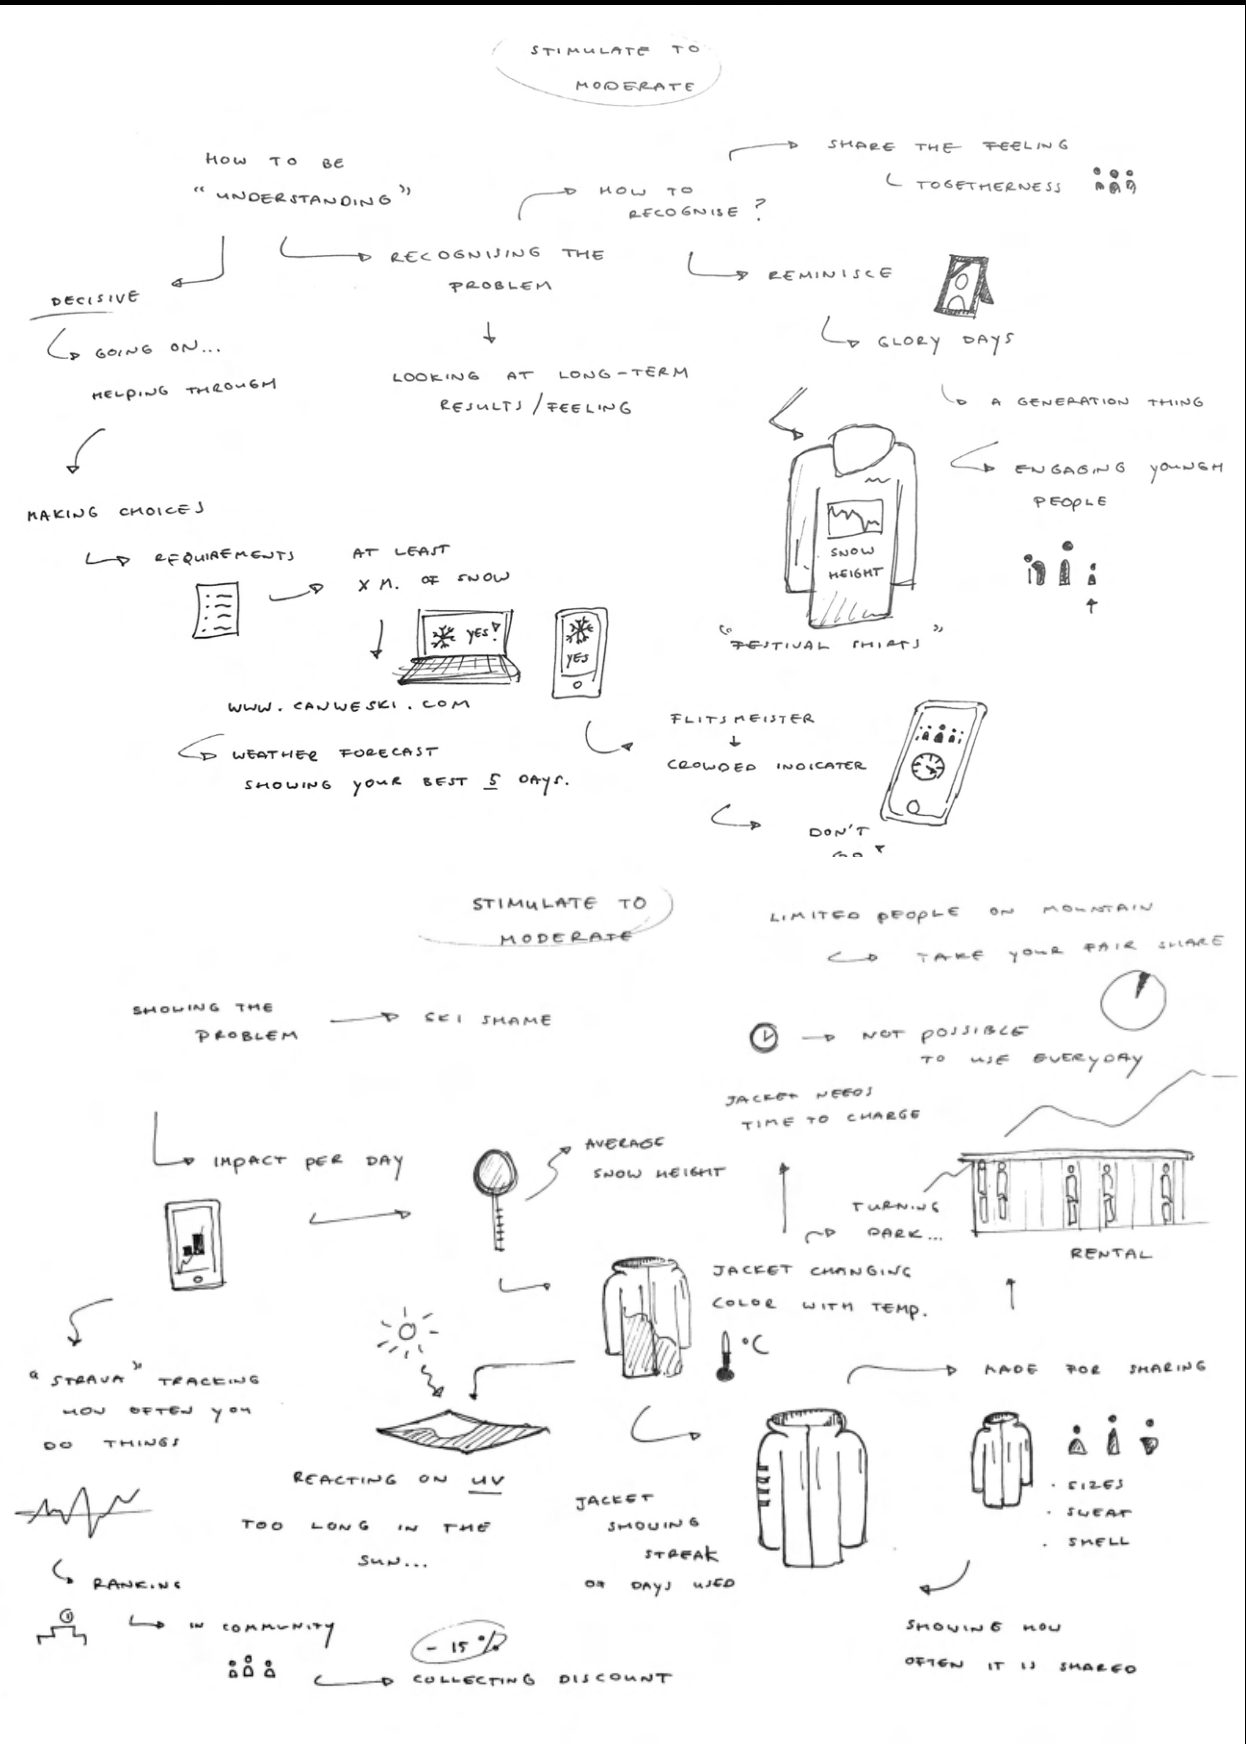 STIMULATE TO
MODERATE
HOW TO BE
"UNDERSTANDING"
DECISIVE
GOING ON...
HELPING THROUGH
MAKING CHOICES
REQUIREMENTS
AT LEAST
X M. OF SNOW
YES!
YES
WWW.CANWESKI.COM
WEATHER FORECAST
SHOWING YOUR BEST 5 DAYS.
RECOGNISING THE
PROBLEM
LOOKING AT LONG-TERM
RESULTS/FEELING
HOW TO
RECOGNISE?
SHARE THE FEELING
TOGETHERNESS
REMINISCE
GLORY DAYS
A GENERATION THING
ENGAGING YOUNGH
PEOPLE
SNOW
HEIGHT
"FESTIVAL SHIRTS"
FLITSMEISTER
CROWDED INDICATER
DON'T
GO
STIMULATE TO
MODERATE
SHOWING THE
PROBLEM
SKI SHAME
IMPACT PER DAY
"STRAVA" TRACKING
HOW OFTEN YOU
DO THINGS
RANKING
IN COMMUNITY
- 15 %
COLLECTING DISCOUNT
AVERAGE
SNOW HEIGHT
JACKET CHANGING
COLOR WITH TEMP.
°C
REACTING ON UV
TOO LONG IN THE
SUN...
TURNING
DARK...
JACKET NEEDS
TIME TO CHARGE
NOT POSSIBLE
TO USE EVERYDAY
LIMITED PEOPLE ON MOUNTAIN
TAKE YOUR FAIR SHARE
JACKET
SHOWING
STREAK
OF DAYS USED
MADE FOR SHARING
RENTAL
. SIZES
. SWEAT
. SMELL
SHOWING HOW
OFTEN IT IS SHARED